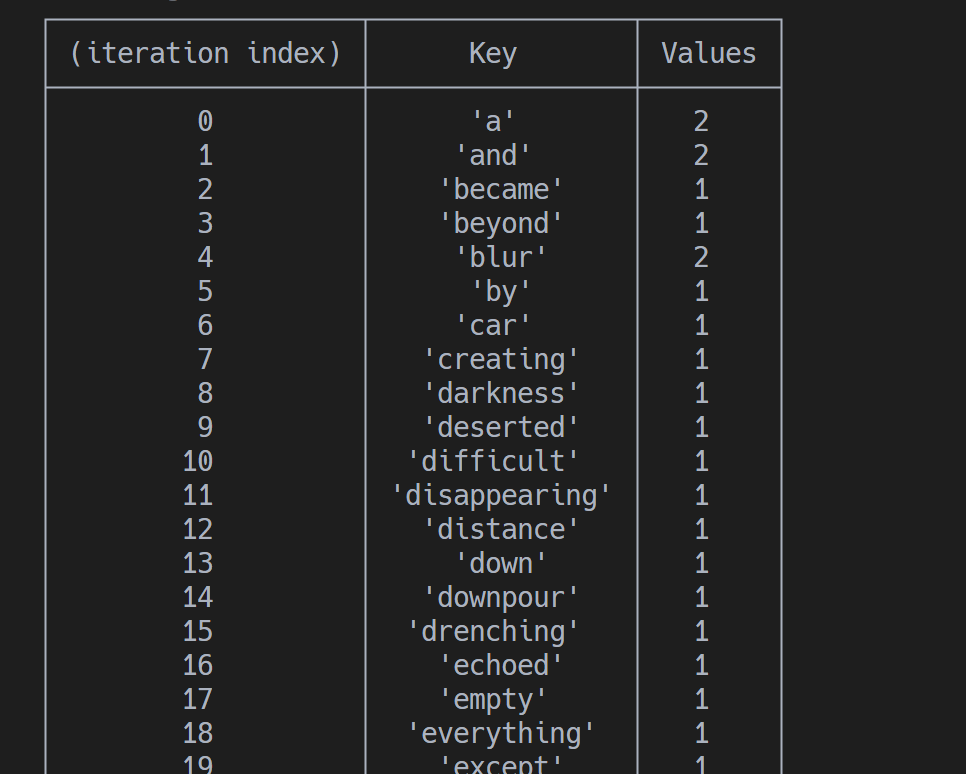 (iteration index) Key Values
0 'a' 2
1 'and' 2
2 'became' 1
3 'beyond' 1
4 'blur' 2
5 'by' 1
6 'car' 1
7 'creating' 1
8 'darkness' 1
9 'deserted' 1
10 'difficult' 1
11 'disappearing' 1
12 'distance' 1
13 'down' 1
14 'downpour' 1
15 'drenching' 1
16 'echoed' 1
17 'empty' 1
18 'everything' 1
19 'except' 1